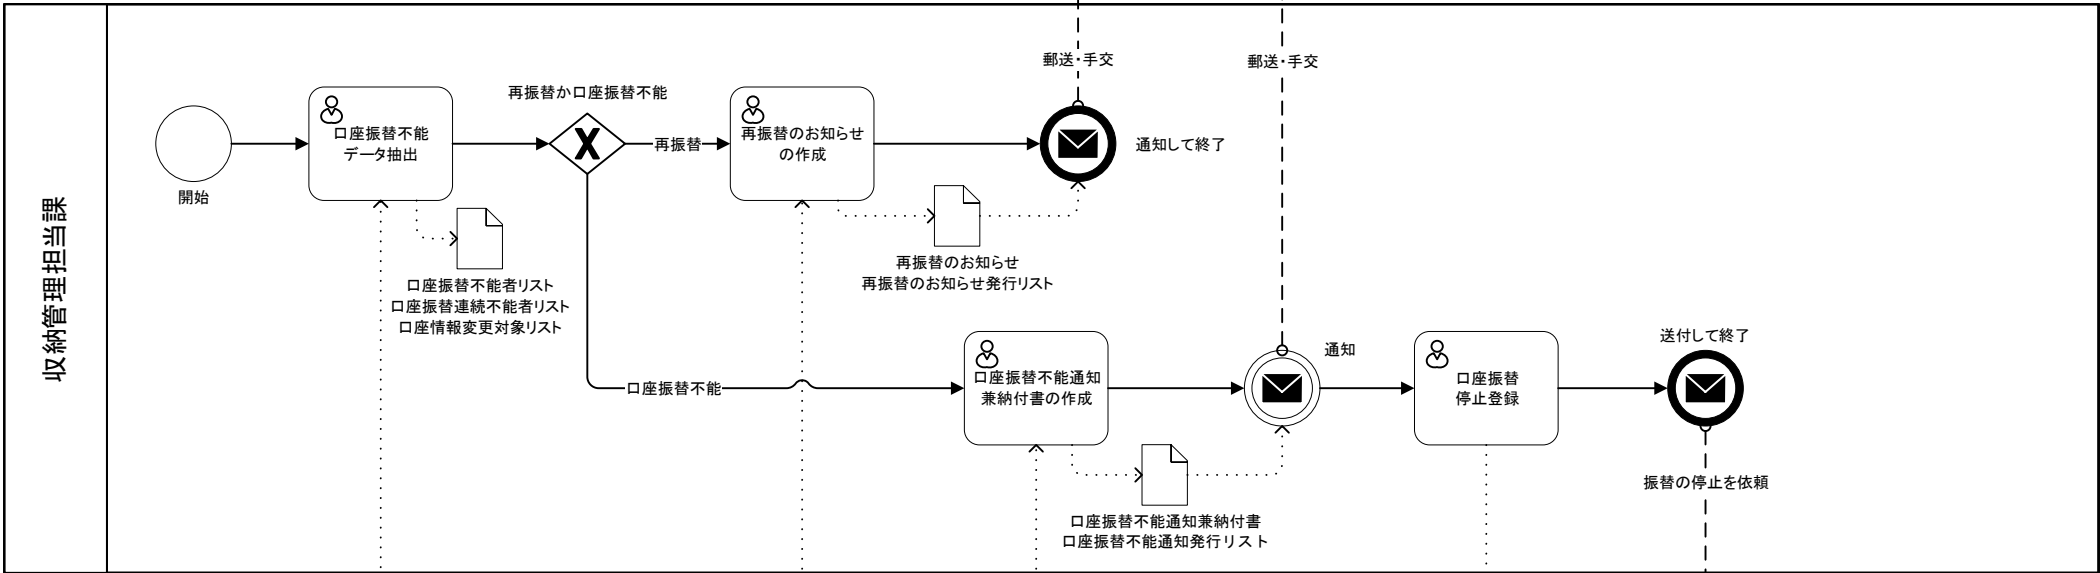 収納管理担当課
開始
口座振替不能
データ抽出
口座振替不能者リスト
口座振替連続不能者リスト
口座情報変更対象リスト
再振替か口座振替不能
再振替
口座振替不能
再振替のお知らせ
の作成
再振替のお知らせ
再振替のお知らせ発行リスト
郵送・手交
通知して終了
口座振替不能通知
兼納付書の作成
口座振替不能通知兼納付書
口座振替不能通知発行リスト
郵送・手交
通知
口座振替
停止登録
送付して終了
振替の停止を依頼